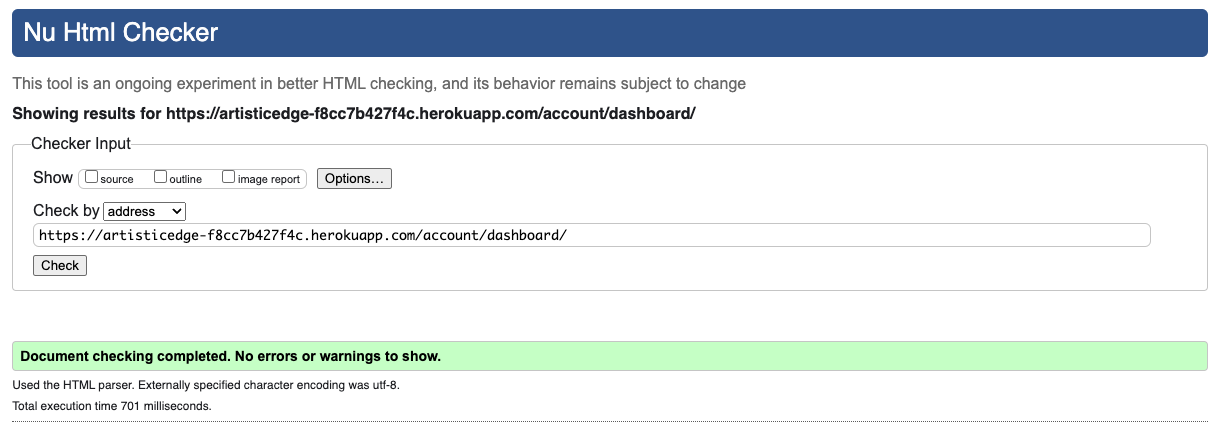 Nu Html Checker
This tool is an ongoing experiment in better HTML checking, and its behavior remains subject to change
Showing results for https://artisticedge-f8cc7b427f4c.herokuapp.com/account/dashboard/
Checker Input
Show source outline image report Options...
Check by address
https://artisticedge-f8cc7b427f4c.herokuapp.com/account/dashboard/
Check
Document checking completed. No errors or warnings to show.
Used the HTML parser. Externally specified character encoding was utf-8.
Total execution time 701 milliseconds.